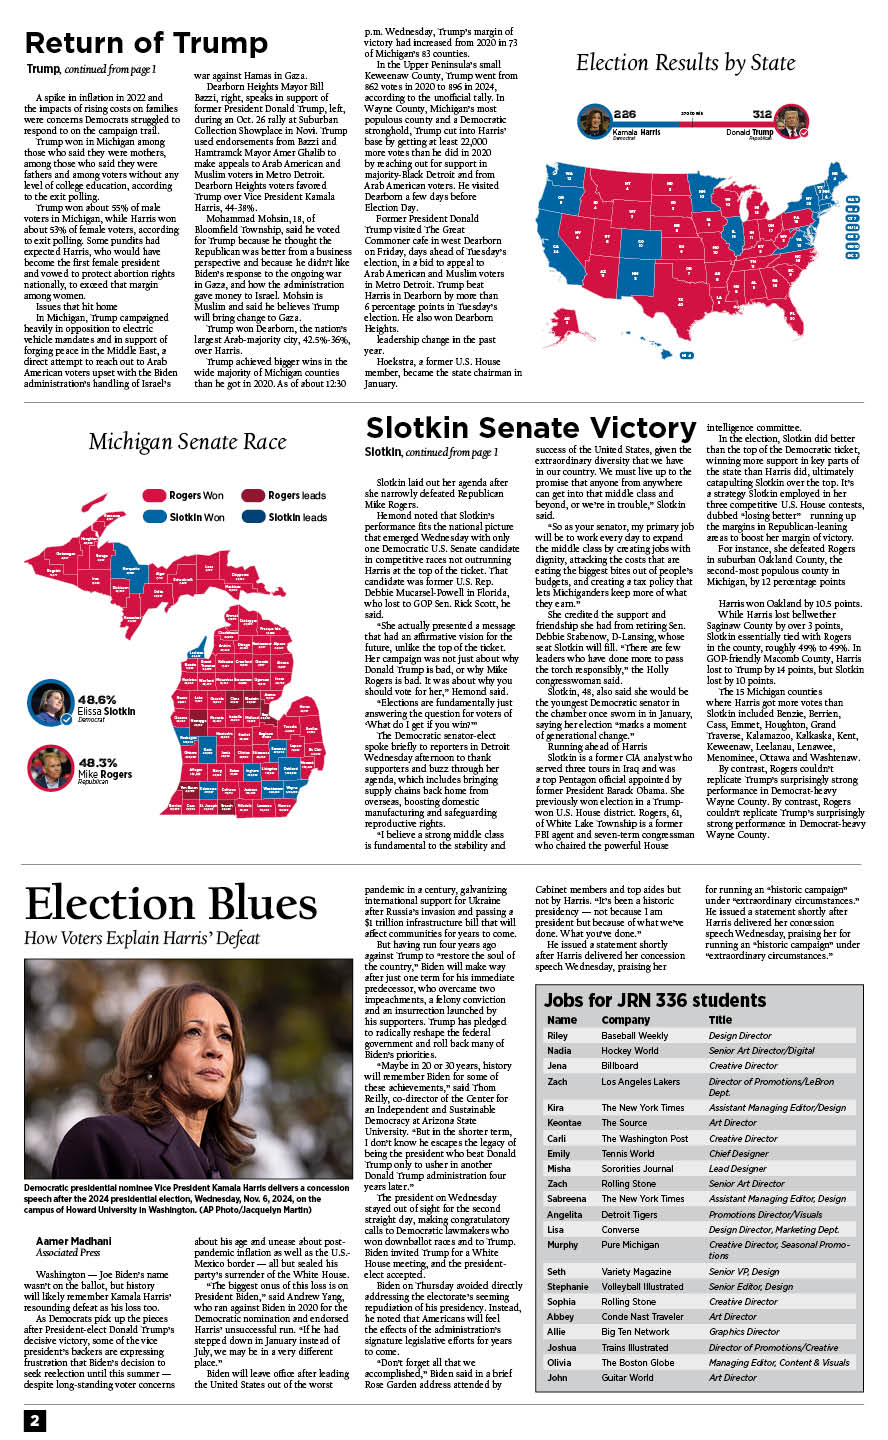 Return of Trump
Trump, continued from page 1
A spike in inflation in 2022 and
the impacts of rising costs on families
were concerns Democrats struggled to
respond to on the campaign trail.
Trump won in Michigan among
those who said they were mothers,
among those who said they were
fathers and among voters without any
level of college education, according
to the exit polling.
Trump won about 55% of male
voters in Michigan, while Harris won
about 53% of female voters, according
to exit polling. Some pundits had
expected Harris, who would have
become the first female president
and vowed to protect abortion rights
nationally, to exceed that margin
among women.
Issues that hit home
In Michigan, Trump campaigned
heavily in opposition to electric
vehicle mandates and in support of
forging peace in the Middle East, a
direct attempt to reach out to Arab
American voters upset with the Biden
administration's handling of Israel's
war against Hamas in Gaza.
Dearborn Heights Mayor Bill
Bazzi, right, speaks in support of
former President Donald Trump, left,
during an Oct. 26 rally at Suburban
Collection Showplace in Novi. Trump
used endorsements from Bazzi and
Hamtramck Mayor Amer Ghalib to
make appeals to Arab American and
Muslim voters in Metro Detroit.
Dearborn Heights voters favored
Trump over Vice President Kamala
Harris, 44-38%.
Mohammad Mohsin, 18, of
Bloomfield Township, said he voted
for Trump because he thought the
Republican was better from a business
perspective and because he didn't like
Biden's response to the ongoing war
in Gaza, and how the administration
gave money to Israel. Mohsin is
Muslim and said he believes Trump
will bring change to Gaza.
Trump won Dearborn, the nation's
largest Arab-majority city, 42.5%-36%,
over Harris.
Trump achieved bigger wins in the
wide majority of Michigan counties
than he got in 2020. As of about 12:30
p.m. Wednesday, Trump's margin of
victory had increased from 2020 in 73
of Michigan's 83 counties.
In the Upper Peninsula's small
Keweenaw County, Trump went from
862 votes in 2020 to 896 in 2024,
according to the unofficial tally. In
Wayne County, Michigan's most
populous county and a Democratic
stronghold, Trump cut into Harris'
base by getting at least 22,000
more votes than he did in 2020
by reaching out for support in
majority-Black Detroit and from
Arab American voters. He visited
Dearborn a few days before
Election Day.
Former President Donald
Trump visited The Great
Commoner cafe in west Dearborn
on Friday, days ahead of Tuesday's
election, in a bid to appeal to
Arab American and Muslim voters
in Metro Detroit. Trump beat
Harris in Dearborn by more than
6 percentage points in Tuesday's
election. He also won Dearborn
Heights.
leadership change in the past
year.
Hoekstra, a former U.S. House
member, became the state chairman in
January.
Election Results by State
226
312
Kamala Harris
Democrat
Donald Trump
Republican
Michigan Senate Race
Rogers Won
Rogers leads
Slotkin Won
Slotkin leads
48.6%
Elissa Slotkin
Democrat
48.3%
Mike Rogers
Republican
Slotkin Senate Victory
Slotkin, continued from page 1
Slotkin laid out her agenda after
she narrowly defeated Republican
Mike Rogers.
Hemond noted that Slotkin's
performance fits the national picture
that emerged Wednesday with only
one Democratic U.S. Senate candidate
in competitive races not outrunning
Harris at the top of the ticket. That
candidate was former U.S. Rep.
Debbie Mucarsel-Powell in Florida,
who lost to GOP Sen. Rick Scott, he
said.
"She actually presented a message
that had an affirmative vision for the
future, unlike the top of the ticket.
Her campaign was not just about why
Donald Trump is bad, or why Mike
Rogers is bad. It was about why you
should vote for her," Hemond said.
"Elections are fundamentally just
answering the question for voters of
'What do I get if you win?'"
The Democratic senator-elect
spoke briefly to reporters in Detroit
Wednesday afternoon to thank
supporters and buzz through her
agenda, which includes bringing
supply chains back home from
overseas, boosting domestic
manufacturing and safeguarding
reproductive rights.
"I believe a strong middle class
is fundamental to the stability and
success of the United States, given the
extraordinary diversity that we have
in our country. We must live up to the
promise that anyone from anywhere
can get into that middle class and
beyond, or we're in trouble," Slotkin
said.
"So as your senator, my primary job
will be to work every day to expand
the middle class by creating jobs with
dignity, attacking the costs that are
eating the biggest bites out of people's
budgets, and creating a tax policy that
lets Michiganders keep more of what
they earn."
She credited the support and
friendship she had from retiring Sen.
Debbie Stabenow, D-Lansing, whose
seat Slotkin will fill. "There are few
leaders who have done more to pass
the torch responsibly," the Holly
congresswoman said.
Slotkin, 48, also said she would be
the youngest Democratic senator in
the chamber once sworn in in January,
saying her election "marks a moment
of generational change."
Running ahead of Harris
Slotkin is a former CIA analyst who
served three tours in Iraq and was
a top Pentagon official appointed by
former President Barack Obama. She
previously won election in a Trump-
won U.S. House district. Rogers, 61,
of White Lake Township is a former
FBI agent and seven-term congressman
who chaired the powerful House
intelligence committee.
In the election, Slotkin did better
than the top of the Democratic ticket,
winning more support in key parts of
the state than Harris did, ultimately
catapulting Slotkin over the top. It's
a strategy Slotkin employed in her
three competitive U.S. House contests,
dubbed "losing better" running up
the margins in Republican-leaning
areas to boost her margin of victory.
For instance, she defeated Rogers
in suburban Oakland County, the
second-most populous county in
Michigan, by 12 percentage points
Harris won Oakland by 10.5 points.
While Harris lost bellwether
Saginaw County by over 3 points,
Slotkin essentially tied with Rogers
in the county, roughly 49% to 49%. In
GOP-friendly Macomb County, Harris
lost to Trump by 14 points, but Slotkin
lost by 10 points.
The 15 Michigan counties
where Harris got more votes than
Slotkin included Benzie, Berrien,
Cass, Emmet, Houghton, Grand
Traverse, Kalamazoo, Kalkaska, Kent,
Keweenaw, Leelanau, Lenawee,
Menominee, Ottawa and Washtenaw.
By contrast, Rogers couldn't
replicate Trump's surprisingly strong
performance in Democrat-heavy
Wayne County. By contrast, Rogers
couldn't replicate Trump's surprisingly
strong performance in Democrat-heavy
Wayne County.
Election Blues
How Voters Explain Harris' Defeat
Democratic presidential nominee Vice President Kamala Harris delivers a concession
speech after the 2024 presidential election, Wednesday, Nov. 6, 2024, on the
campus of Howard University in Washington. (AP Photo/Jacquelyn Martin)
Aamer Madhani
Associated Press
Washington — Joe Biden's name
wasn't on the ballot, but history
will likely remember Kamala Harris'
resounding defeat as his loss too.
As Democrats pick up the pieces
after President-elect Donald Trump's
decisive victory, some of the vice
president's backers are expressing
frustration that Biden's decision to
seek reelection until this summer —
despite long-standing voter concerns
about his age and unease about post-
pandemic inflation as well as the U.S.-
Mexico border — all but sealed his
party's surrender of the White House.
"The biggest onus of this loss is on
President Biden," said Andrew Yang,
who ran against Biden in 2020 for the
Democratic nomination and endorsed
Harris' unsuccessful run. "If he had
stepped down in January instead of
July, we may be in a very different
place."
Biden will leave office after leading
the United States out of the worst
pandemic in a century, galvanizing
international support for Ukraine
after Russia's invasion and passing a
$1 trillion infrastructure bill that will
affect communities for years to come.
But having run four years ago
against Trump to "restore the soul of
the country," Biden will make way
after just one term for his immediate
predecessor, who overcame two
impeachments, a felony conviction
and an insurrection launched by
his supporters. Trump has pledged
to radically reshape the federal
government and roll back many of
Biden's priorities.
"Maybe in 20 or 30 years, history
will remember Biden for some of
these achievements," said Thom
Reilly, co-director of the Center for
an Independent and Sustainable
Democracy at Arizona State
University. "But in the shorter term,
I don't know he escapes the legacy of
being the president who beat Donald
Trump only to usher in another
Donald Trump administration four
years later."
The president on Wednesday
stayed out of sight for the second
straight day, making congratulatory
calls to Democratic lawmakers who
won downballot races and to Trump.
Biden invited Trump for a White
House meeting, and the president-
elect accepted.
Biden on Thursday avoided directly
addressing the electorate's seeming
repudiation of his presidency. Instead,
he noted that Americans will feel
the effects of the administration's
signature legislative efforts for years
to come.
"Don't forget all that we
accomplished," Biden said in a brief
Rose Garden address attended by
Cabinet members and top aides but
not by Harris. "It's been a historic
presidency — not because I am
president but because of what we've
done. What you've done."
He issued a statement shortly
after Harris delivered her concession
speech Wednesday, praising her
for running an "historic campaign"
under "extraordinary circumstances."
He issued a statement shortly after
Harris delivered her concession
speech Wednesday, praising her for
running an "historic campaign" under
"extraordinary circumstances."
Jobs for JRN 336 students
Name Company Title
Riley Baseball Weekly Design Director
Nadia Hockey World Senior Art Director/Digital
Jena Billboard Creative Director
Zach Los Angeles Lakers Director of Promotions/LeBron
Dept.
Kira The New York Times Assistant Managing Editor/Design
Keontae The Source Art Director
Carli The Washington Post Creative Director
Emily Tennis World Chief Designer
Misha Sororities Journal Lead Designer
Zach Rolling Stone Senior Art Director
Sabreena The New York Times Assistant Managing Editor, Design
Angelita Detroit Tigers Promotions Director/Visuals
Lisa Converse Design Director, Marketing Dept.
Murphy Pure Michigan Creative Director, Seasonal Promo-
tions
Seth Variety Magazine Senior VP, Design
Stephanie Volleyball Illustrated Senior Editor, Design
Sophia Rolling Stone Creative Director
Abbey Conde Nast Traveler Art Director
Allie Big Ten Network Graphics Director
Joshua Trains Illustrated Director of Promotions/Creative
Olivia The Boston Globe Managing Editor, Content & Visuals
John Guitar World Art Director
2